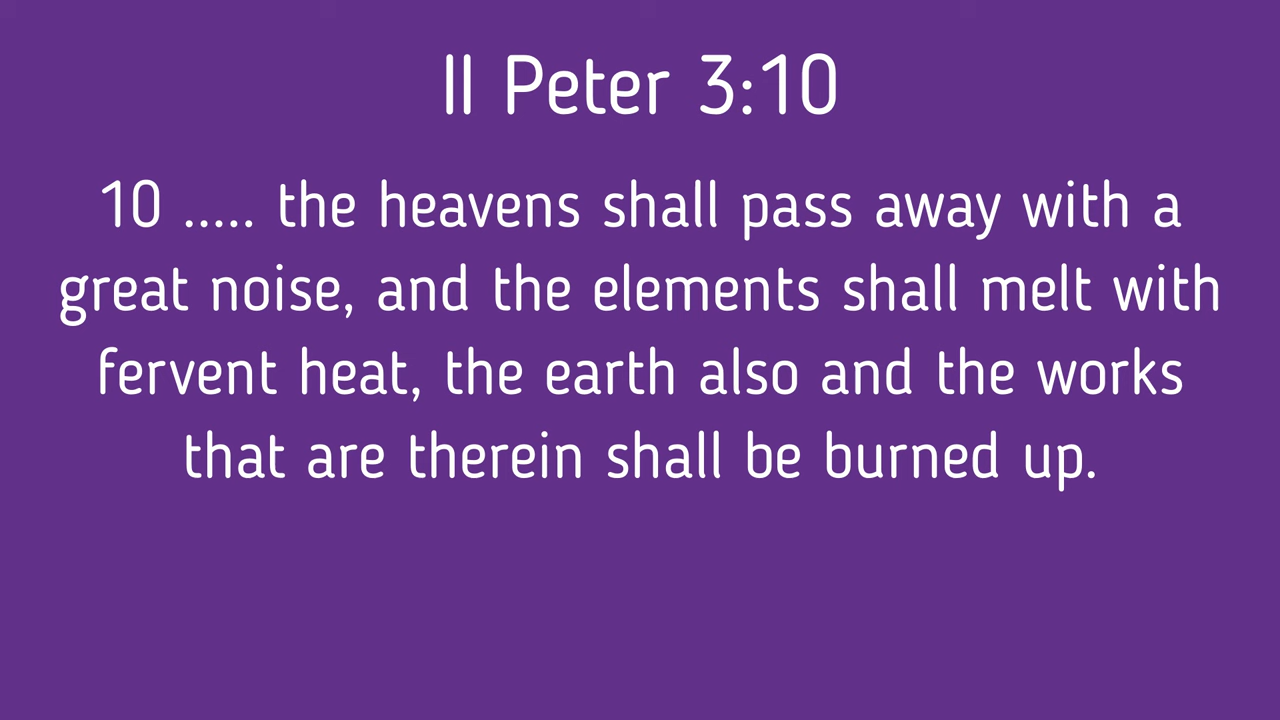 II Peter 3:10
10 ..... the heavens shall pass away with a
great noise, and the elements shall melt with
fervent heat, the earth also and the works
that are therein shall be burned up.